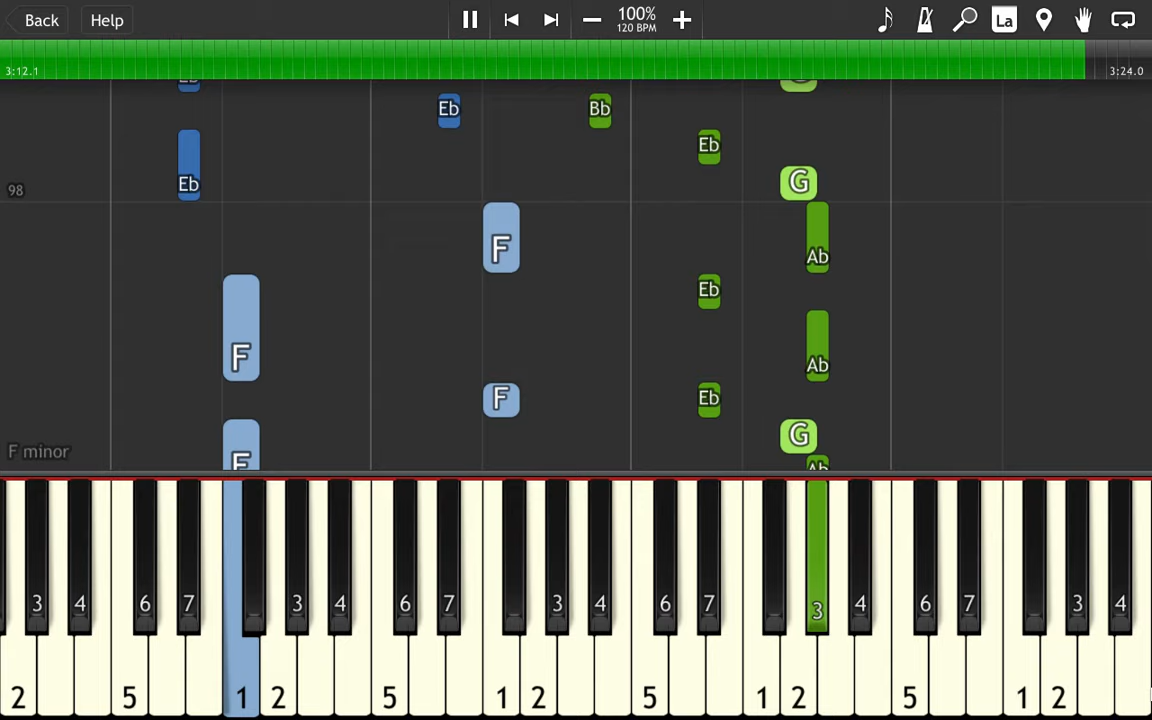 Back Help 100% La
120 BPM
3:12.1 3:24.0
Eb
Eb Bb
Eb
Eb G
98
F Ab
Eb
F Ab
F Eb
G
F minor F Ab
3 4 6 7 3 4 6 7 3 4 6 7 3 4 6 7 3 4
2 5 1 2 5 1 2 5 1 2 5 1 2